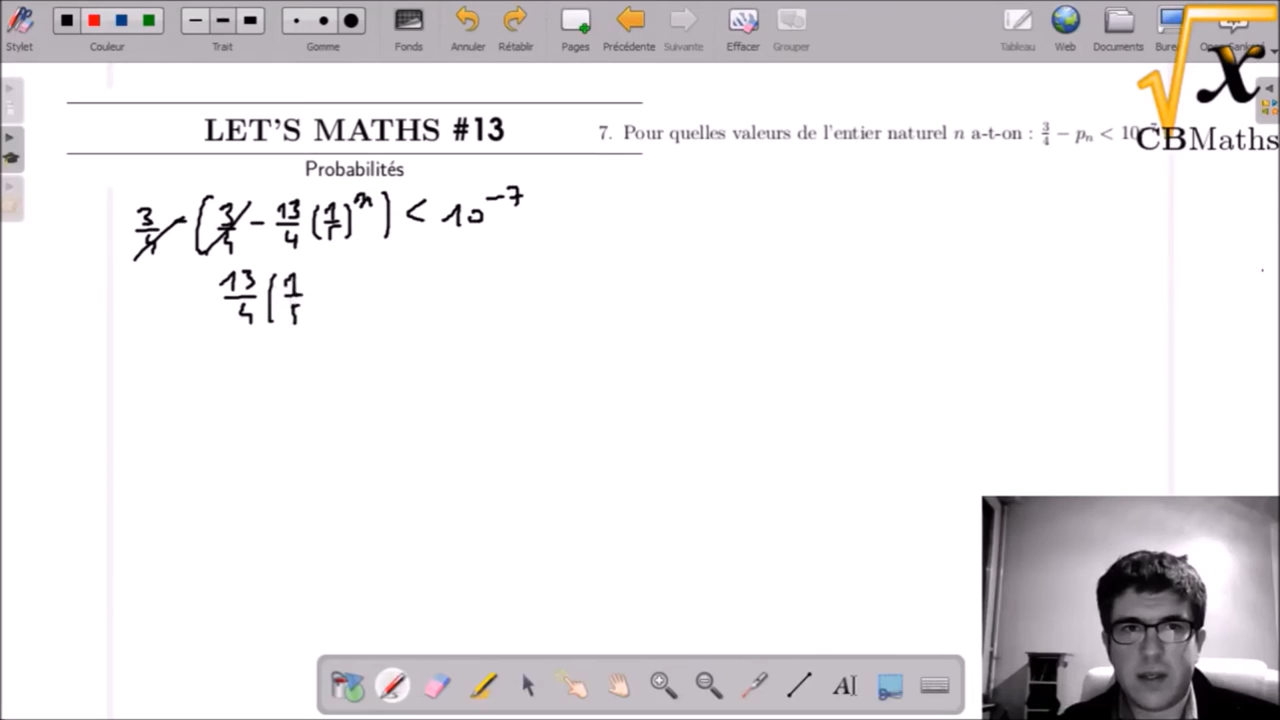 Stylet
Couleur
Trait
Gomme
Fonds
Annuler
Rétablir
Pages
Précédente
Suivante
Effacer
Grouper
Tableau
Web
Documents
x
CBMaths
LET'S MATHS #13
Probabilités
7. Pour quelles valeurs de l'entier naturel n a-t-on : 3/4 − pₙ < 10
3/4 − [3/4 − 13/4 (1/5)ⁿ] < 10⁻⁷
13/4 (1/5
AI